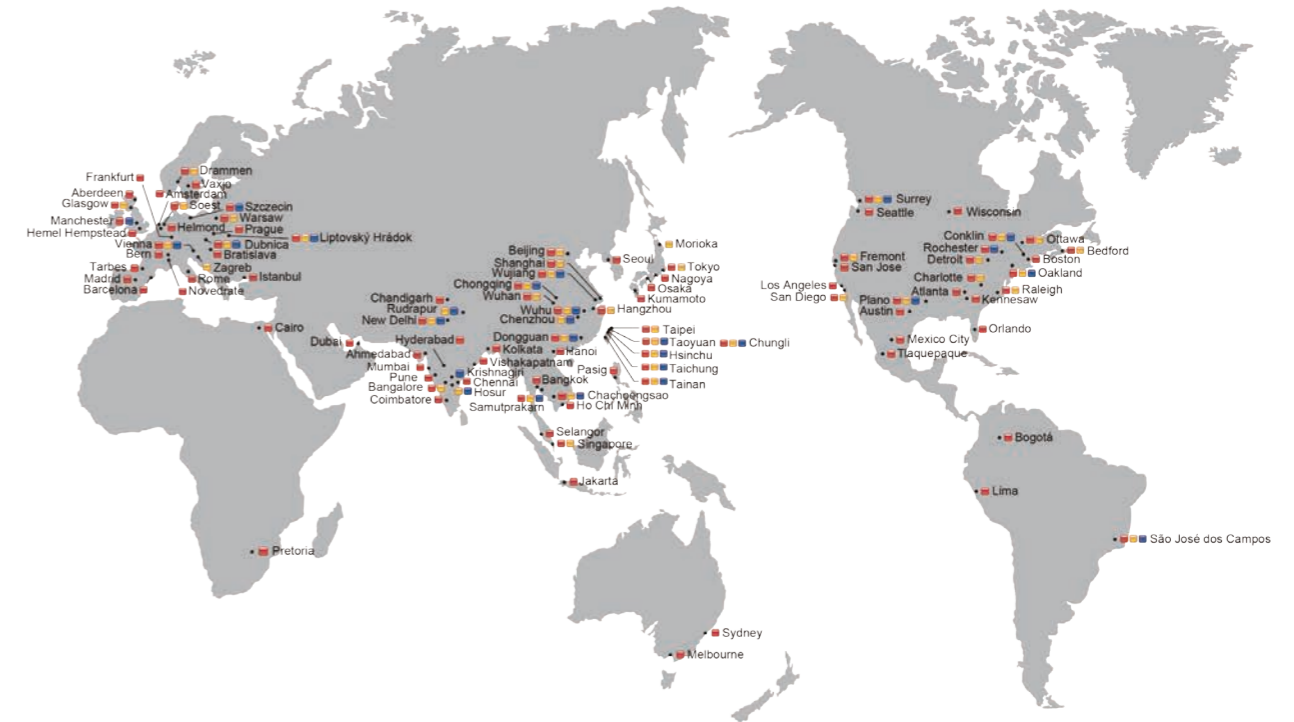 Frankfurt
Drammen
Växjö
Aberdeen
Amsterdam
Glasgow
Soest
Szczecin
Manchester
Warsaw
Hemel Hempstead
Helmond
Prague
Liptovský Hrádok
Vienna
Dubnica
Bern
Bratislava
Tarbes
Zagreb
Madrid
Rome
Istanbul
Barcelona
Novedrate
Cairo
Dubai
Pretoria
Chandigarh
Rudrapur
New Delhi
Hyderabad
Ahmedabad
Mumbai
Pune
Bangalore
Coimbatore
Kolkata
Vishakapatnam
Krishnagiri
Chennai
Hosur
Beijing
Shanghai
Wujiang
Chongqing
Wuhan
Wuhu
Chenzhou
Dongguan
Hangzhou
Seoul
Morioka
Tokyo
Nagoya
Osaka
Kumamoto
Taipei
Taoyuan
Chungli
Hsinchu
Taichung
Tainan
Hanoi
Pasig
Bangkok
Samutprakarn
Chachoengsao
Ho Chi Minh
Selangor
Singapore
Jakarta
Sydney
Melbourne
Surrey
Seattle
Wisconsin
Conklin
Ottawa
Rochester
Bedford
Detroit
Boston
Fremont
San Jose
Oakland
Charlotte
Los Angeles
San Diego
Atlanta
Raleigh
Plano
Kennesaw
Austin
Orlando
Mexico City
Tlaquepaque
Bogotá
Lima
São José dos Campos